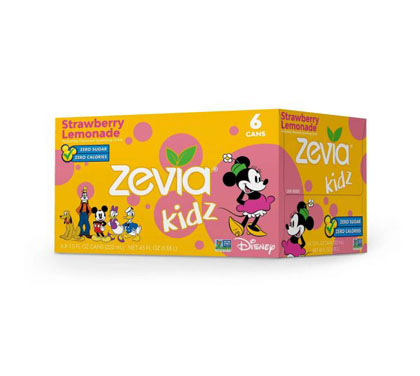 Strawberry
Lemonade
ZERO SUGAR
ZERO CALORIES
6
CANS
zevia
kidz
Disney
Strawberry
Lemonade
zevia
kidz
ZERO SUGAR
ZERO CALORIES